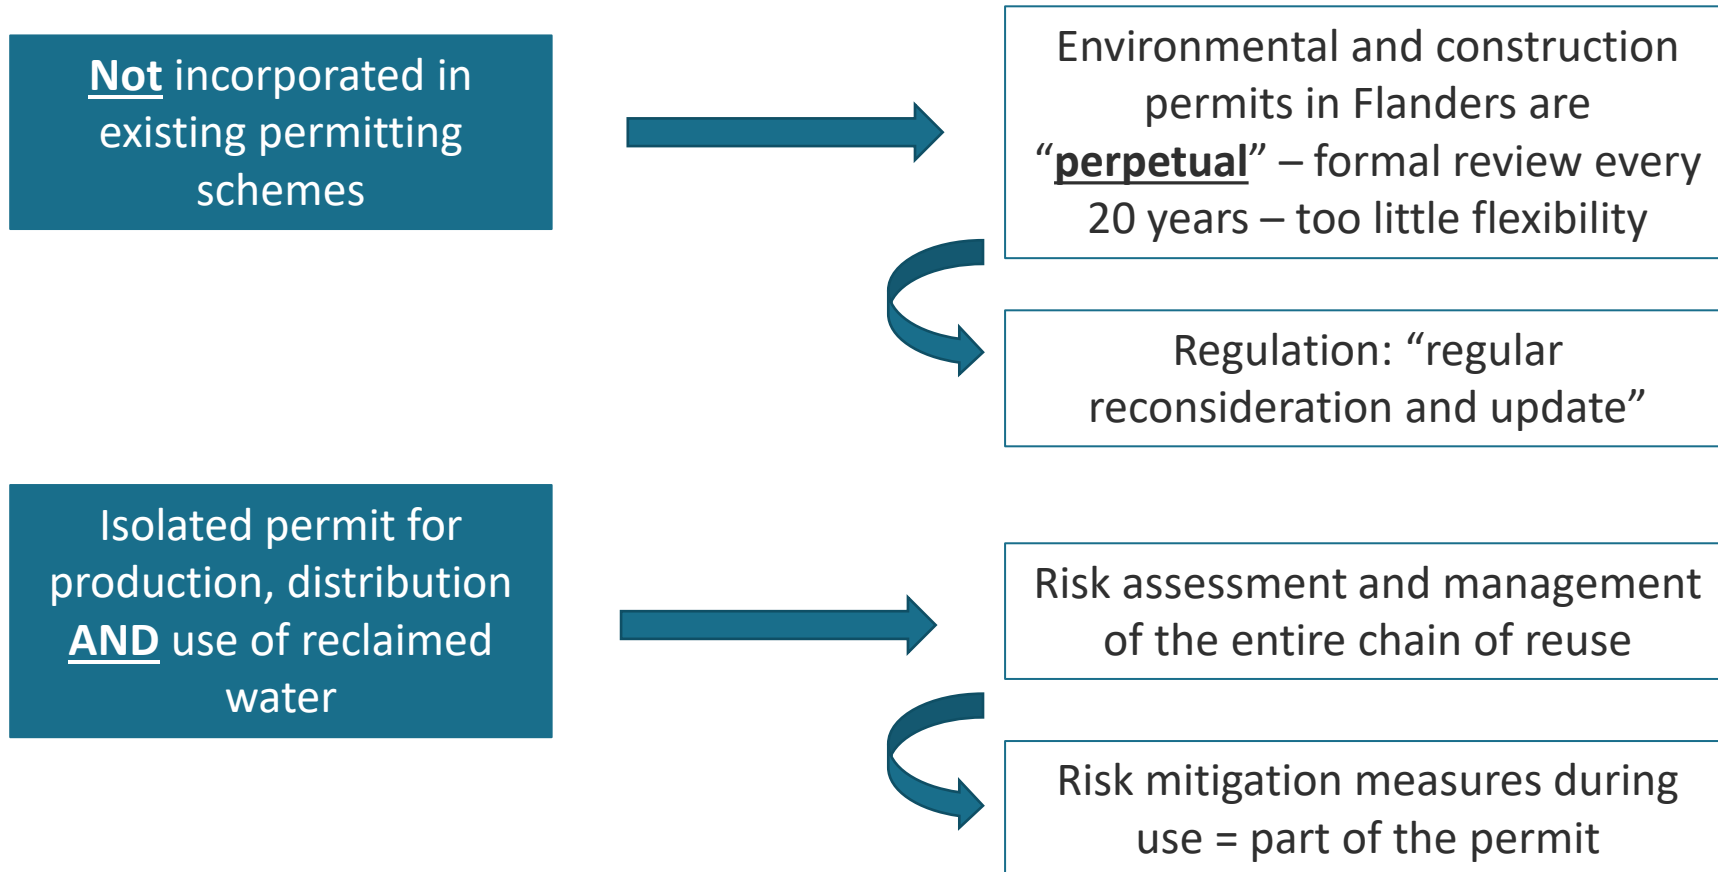 Not incorporated in
existing permitting
schemes
Environmental and construction
permits in Flanders are
“perpetual” – formal review every
20 years – too little flexibility
Regulation: “regular
reconsideration and update”
Isolated permit for
production, distribution
AND use of reclaimed
water
Risk assessment and management
of the entire chain of reuse
Risk mitigation measures during
use = part of the permit